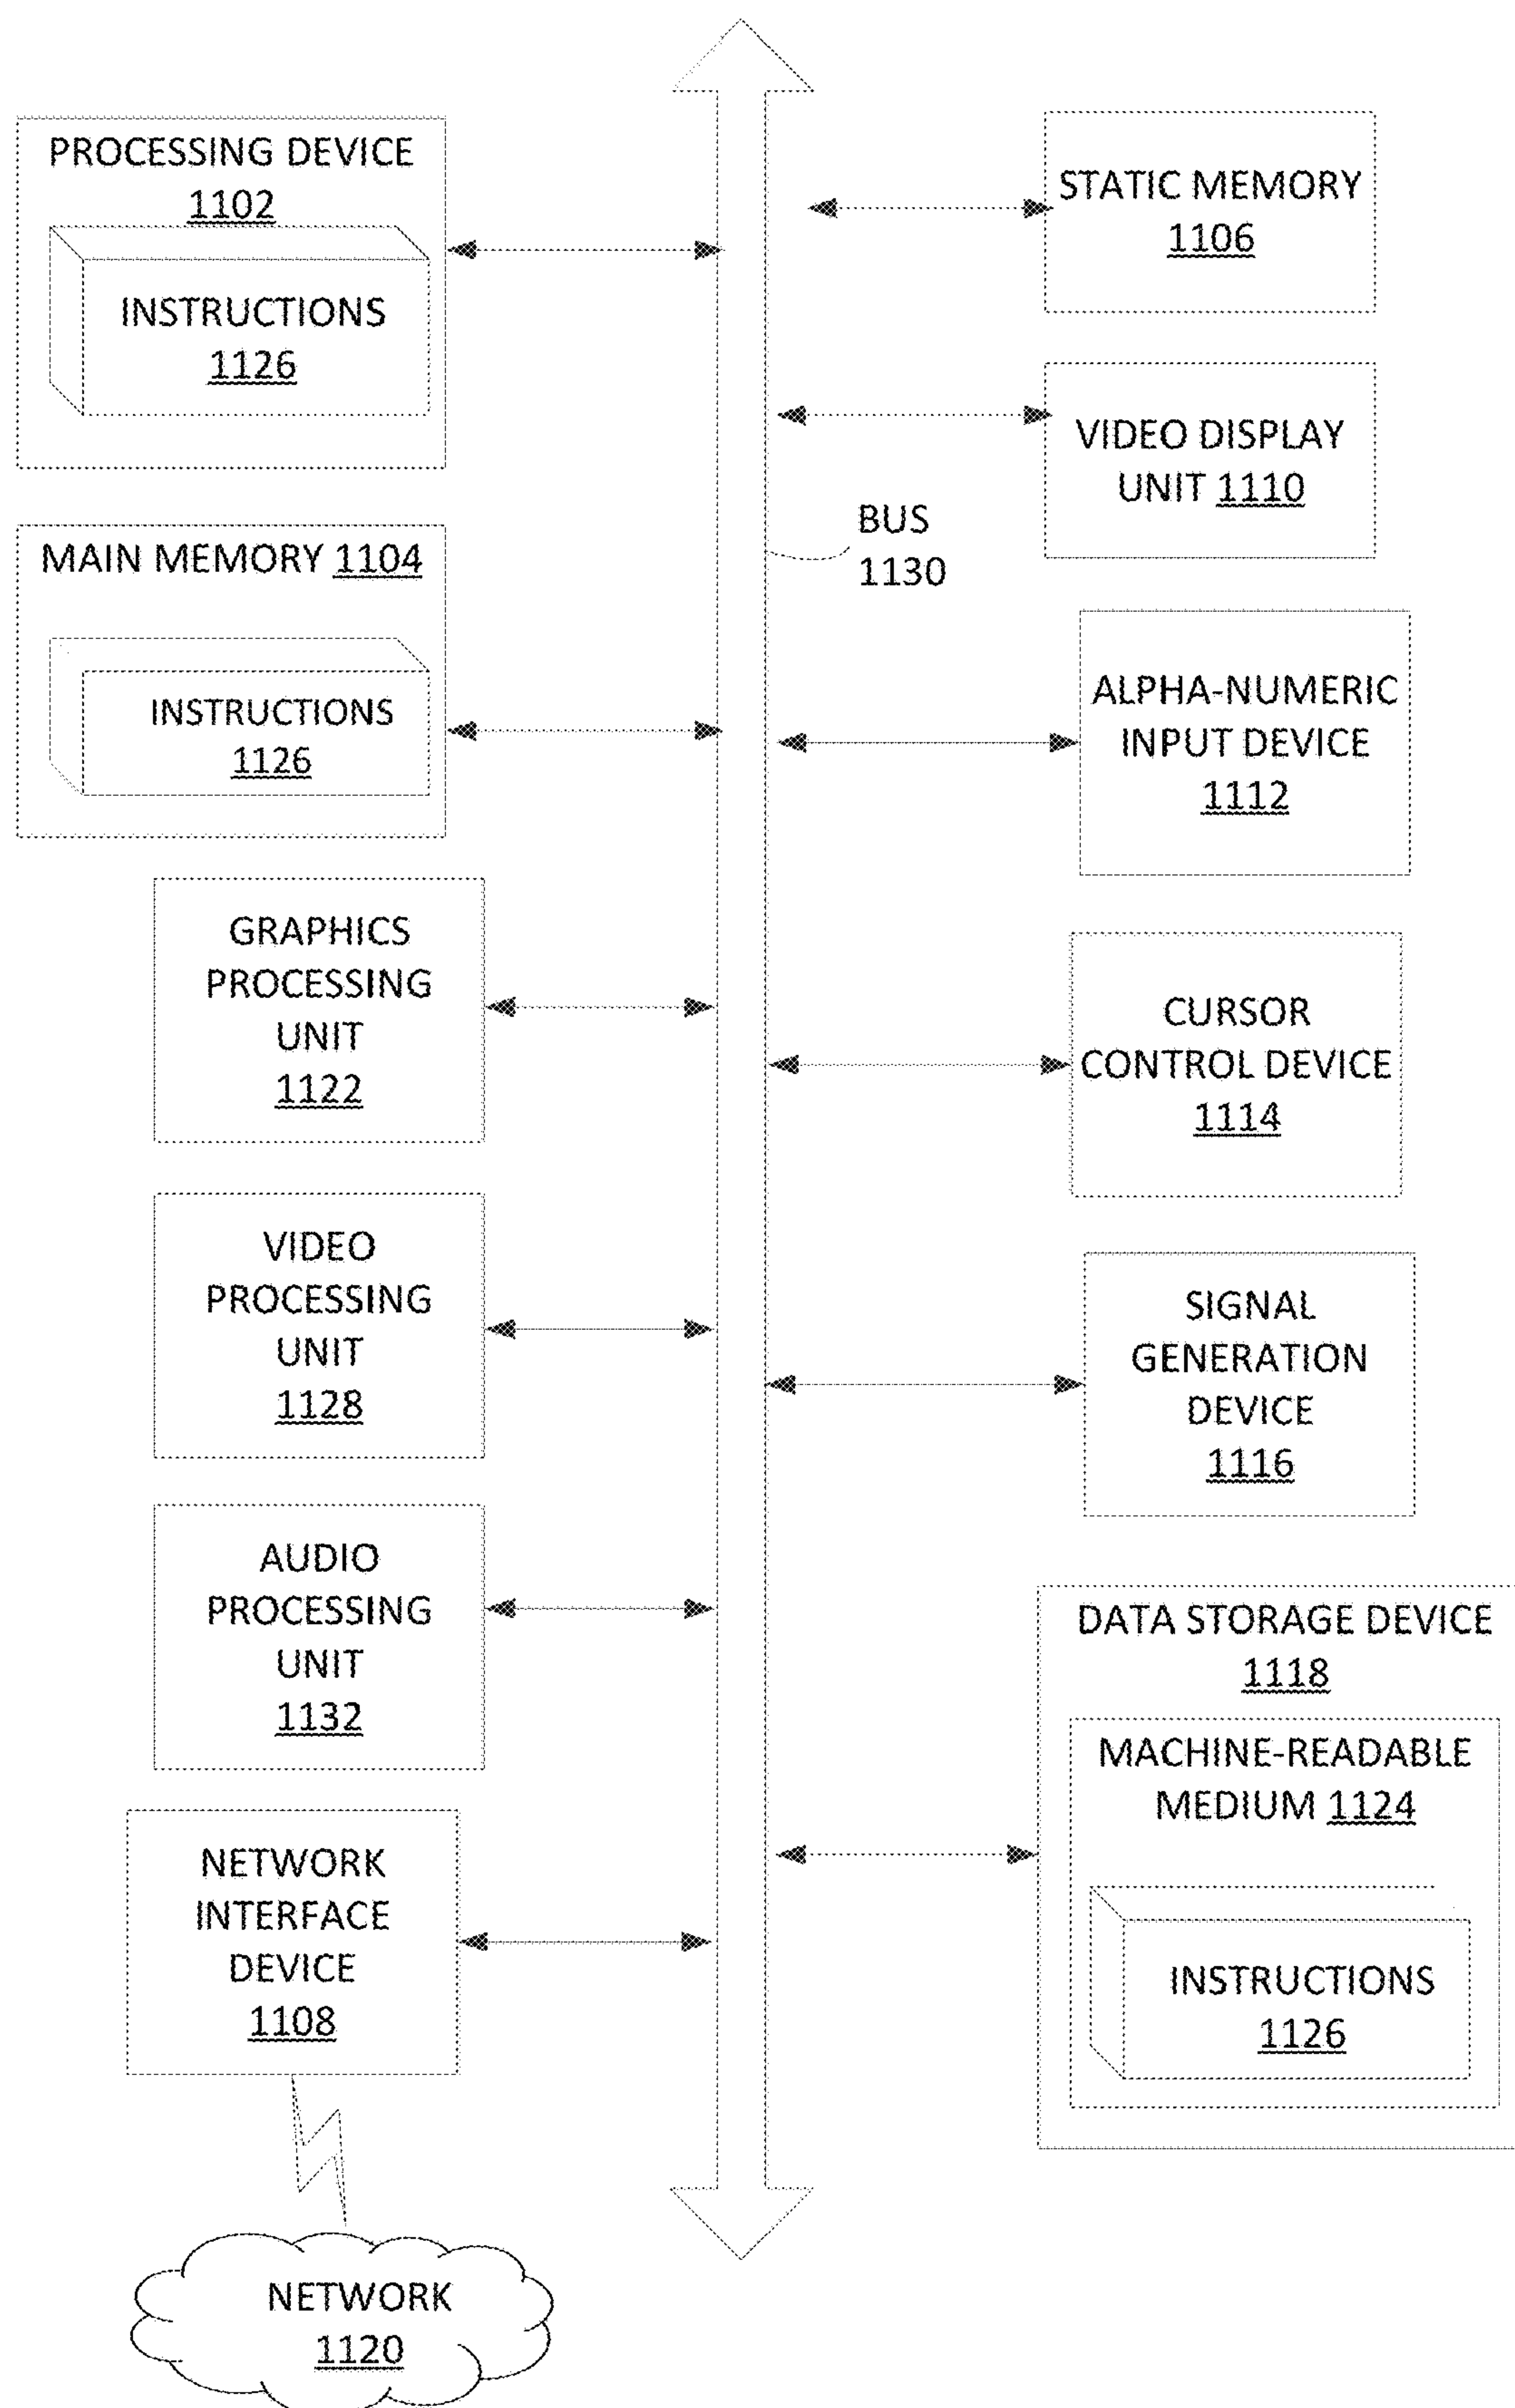 PROCESSING DEVICE
1102
INSTRUCTIONS
1126
MAIN MEMORY 1104
INSTRUCTIONS
1126
GRAPHICS
PROCESSING
UNIT
1122
VIDEO
PROCESSING
UNIT
1128
AUDIO
PROCESSING
UNIT
1132
NETWORK
INTERFACE
DEVICE
1108
NETWORK
1120
BUS
1130
STATIC MEMORY
1106
VIDEO DISPLAY
UNIT 1110
ALPHA-NUMERIC
INPUT DEVICE
1112
CURSOR
CONTROL DEVICE
1114
SIGNAL
GENERATION
DEVICE
1116
DATA STORAGE DEVICE
1118
MACHINE-READABLE
MEDIUM 1124
INSTRUCTIONS
1126